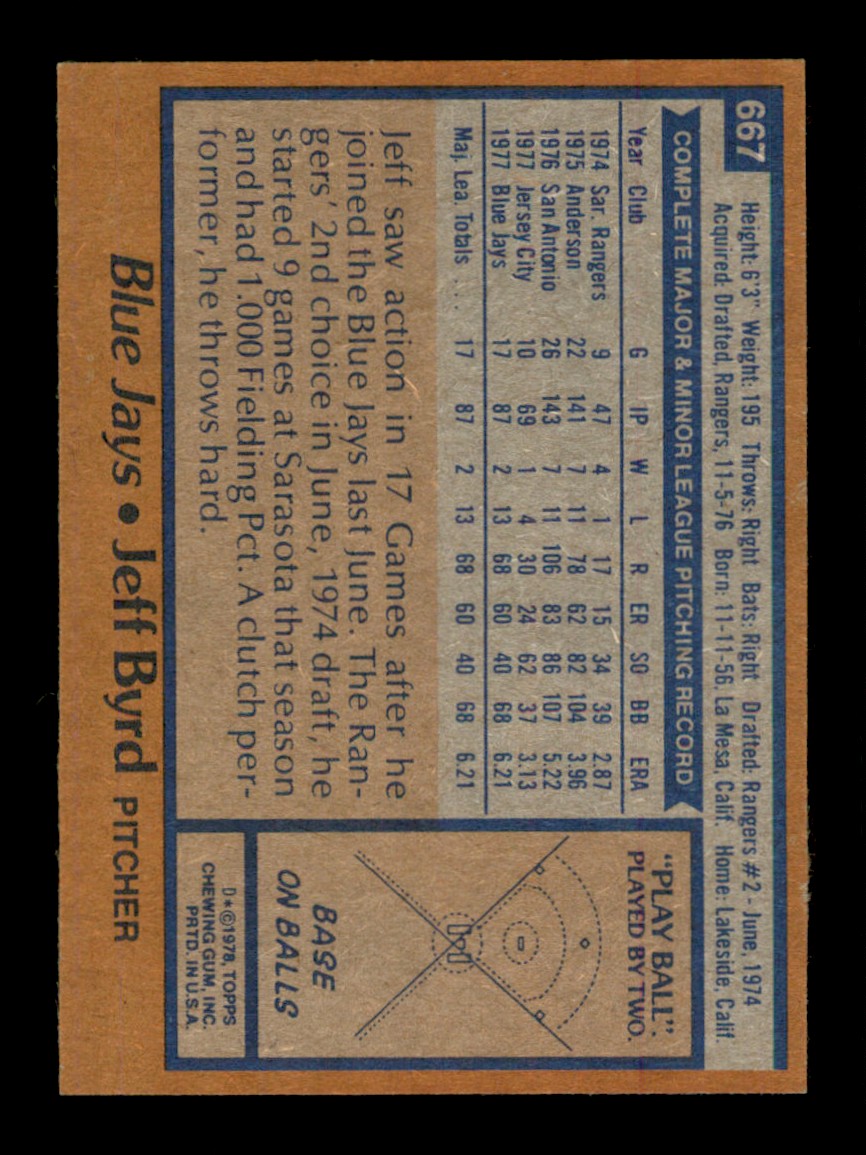 667
Height: 6'3" Weight: 195 Throws: Right Bats: Right Drafted: Rangers #2 - June, 1974
Acquired: Drafted, Rangers, 11-5-76 Born: 11-11-56, La Mesa, Calif. Home: Lakeside, Calif.
COMPLETE MAJOR & MINOR LEAGUE PITCHING RECORD
Year Club G IP W L R ER SO BB ERA
1974 Sar. Rangers 9 47 4 1 17 15 34 39 2.87
1975 Anderson 22 141 7 11 78 62 82 104 3.96
1976 San Antonio 26 143 7 11 106 83 86 107 5.22
1977 Jersey City 10 69 1 4 30 24 62 37 3.13
1977 Blue Jays 17 87 2 13 68 60 40 68 6.21
Maj. Lea. Totals .... 17 87 2 13 68 60 40 68 6.21
Jeff saw action in 17 Games after he
joined the Blue Jays last June. The Ran-
gers' 2nd choice in June, 1974 draft, he
started 9 games at Sarasota that season
and had 1.000 Fielding Pct. A clutch per-
former, he throws hard.
"PLAY BALL".
PLAYED BY TWO.
BASE
ON BALLS
D*©1978, TOPPS
CHEWING GUM, INC.
PRTD. IN U.S.A.
Blue Jays • Jeff Byrd PITCHER